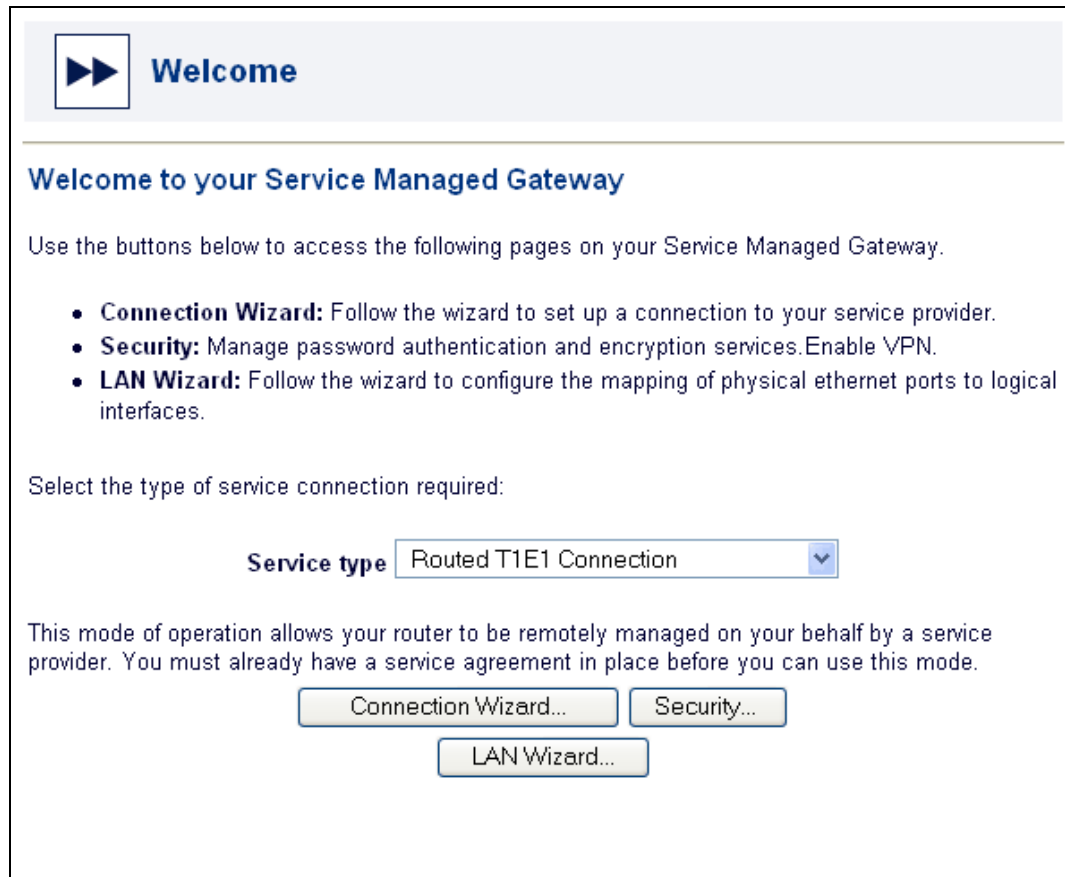 Welcome
Welcome to your Service Managed Gateway
Use the buttons below to access the following pages on your Service Managed Gateway.
• Connection Wizard: Follow the wizard to set up a connection to your service provider.
• Security: Manage password authentication and encryption services.Enable VPN.
• LAN Wizard: Follow the wizard to configure the mapping of physical ethernet ports to logical
interfaces.
Select the type of service connection required:
Service type Routed T1E1 Connection
This mode of operation allows your router to be remotely managed on your behalf by a service
provider. You must already have a service agreement in place before you can use this mode.
Connection Wizard... Security...
LAN Wizard...